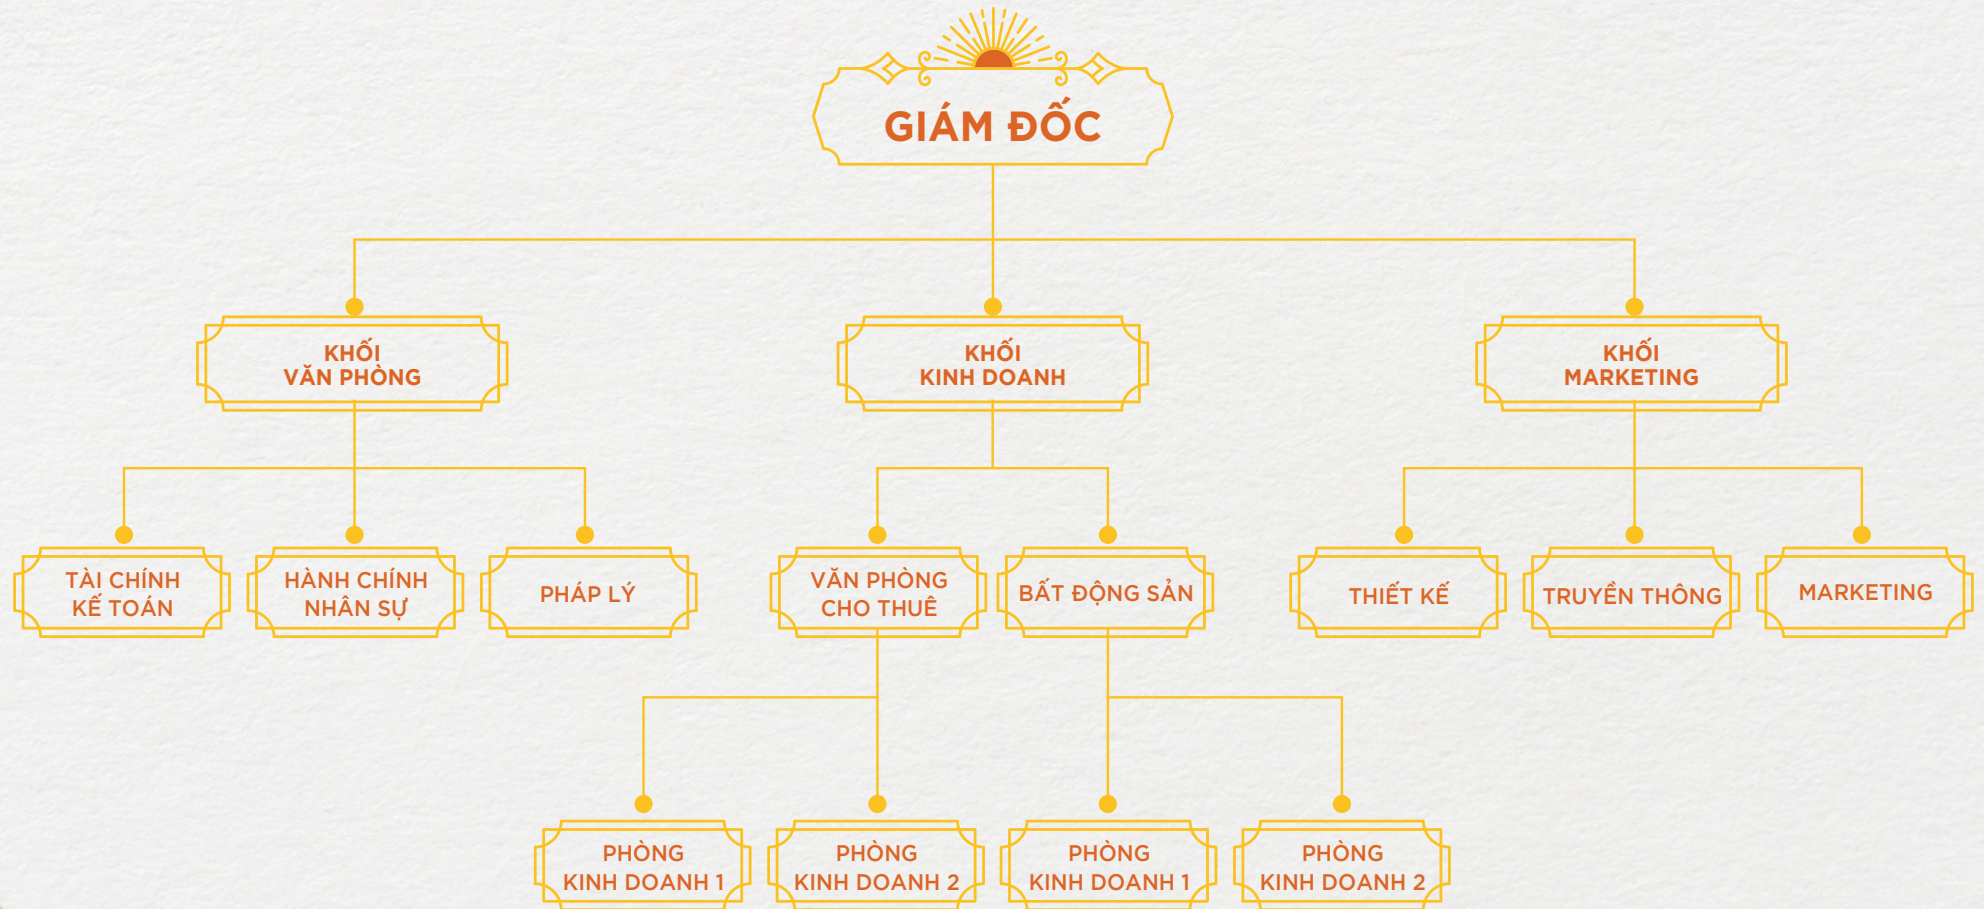 GIÁM ĐỐC
KHỐI
VĂN PHÒNG
KHỐI
KINH DOANH
KHỐI
MARKETING
TÀI CHÍNH
KẾ TOÁN
HÀNH CHÍNH
NHÂN SỰ
PHÁP LÝ
VĂN PHÒNG
CHO THUÊ
BẤT ĐỘNG SẢN
THIẾT KẾ
TRUYỀN THÔNG
MARKETING
PHÒNG
KINH DOANH 1
PHÒNG
KINH DOANH 2
PHÒNG
KINH DOANH 1
PHÒNG
KINH DOANH 2